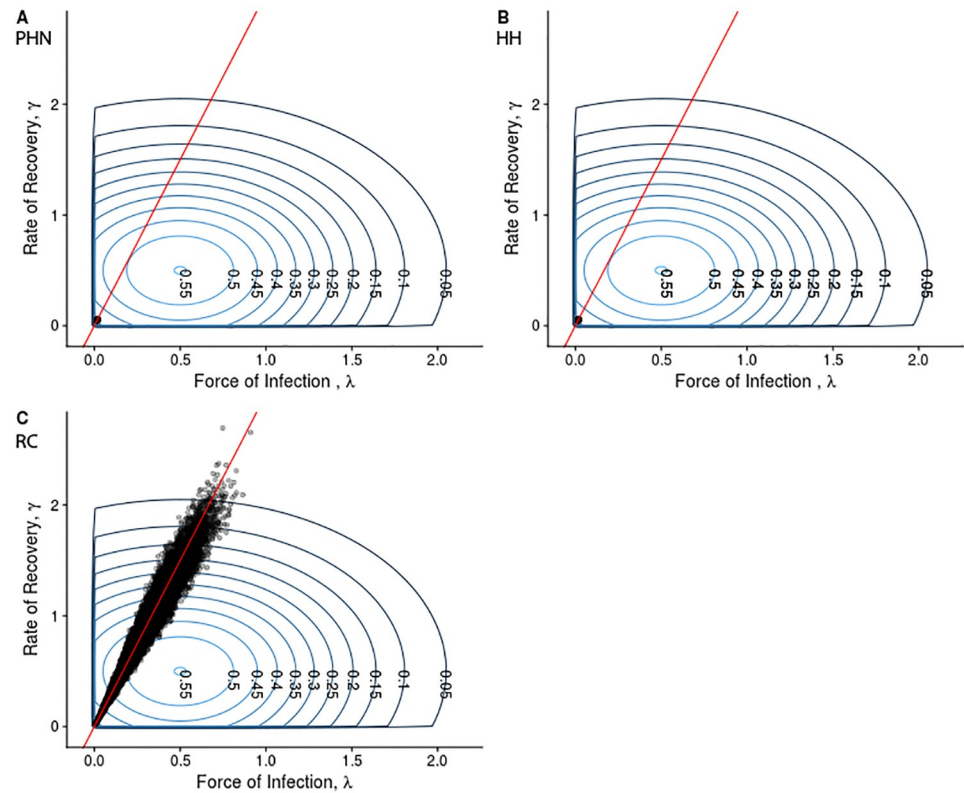 A
PHN
Rate of Recovery, γ
2
1
0
0.55 0.5 0.45 0.4 0.35 0.3 0.25 0.2 0.15 0.1 0.05
0.0 0.5 1.0 1.5 2.0
Force of Infection , λ
B
HH
Rate of Recovery, γ
2
1
0
0.55 0.5 0.45 0.4 0.35 0.3 0.25 0.2 0.15 0.1 0.05
0.0 0.5 1.0 1.5 2.0
Force of Infection , λ
C
RC
Rate of Recovery, γ
2
1
0
0.55 0.5 0.45 0.4 0.35 0.3 0.25 0.2 0.15 0.1 0.05
0.0 0.5 1.0 1.5 2.0
Force of Infection, λ